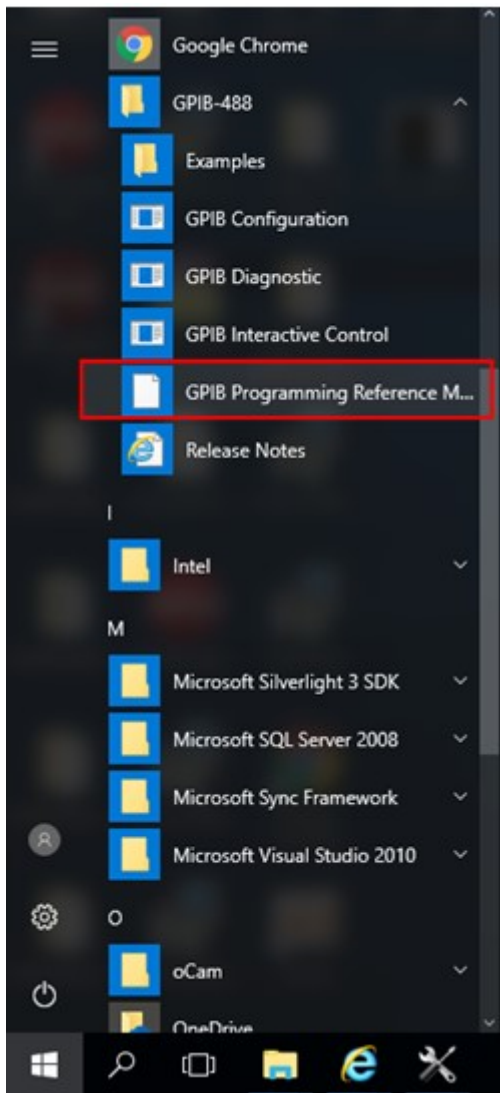 Google Chrome
GPIB-488
Examples
GPIB Configuration
GPIB Diagnostic
GPIB Interactive Control
GPIB Programming Reference M...
Release Notes
I
Intel
M
Microsoft Silverlight 3 SDK
Microsoft SQL Server 2008
Microsoft Sync Framework
Microsoft Visual Studio 2010
O
oCam
OneDrive